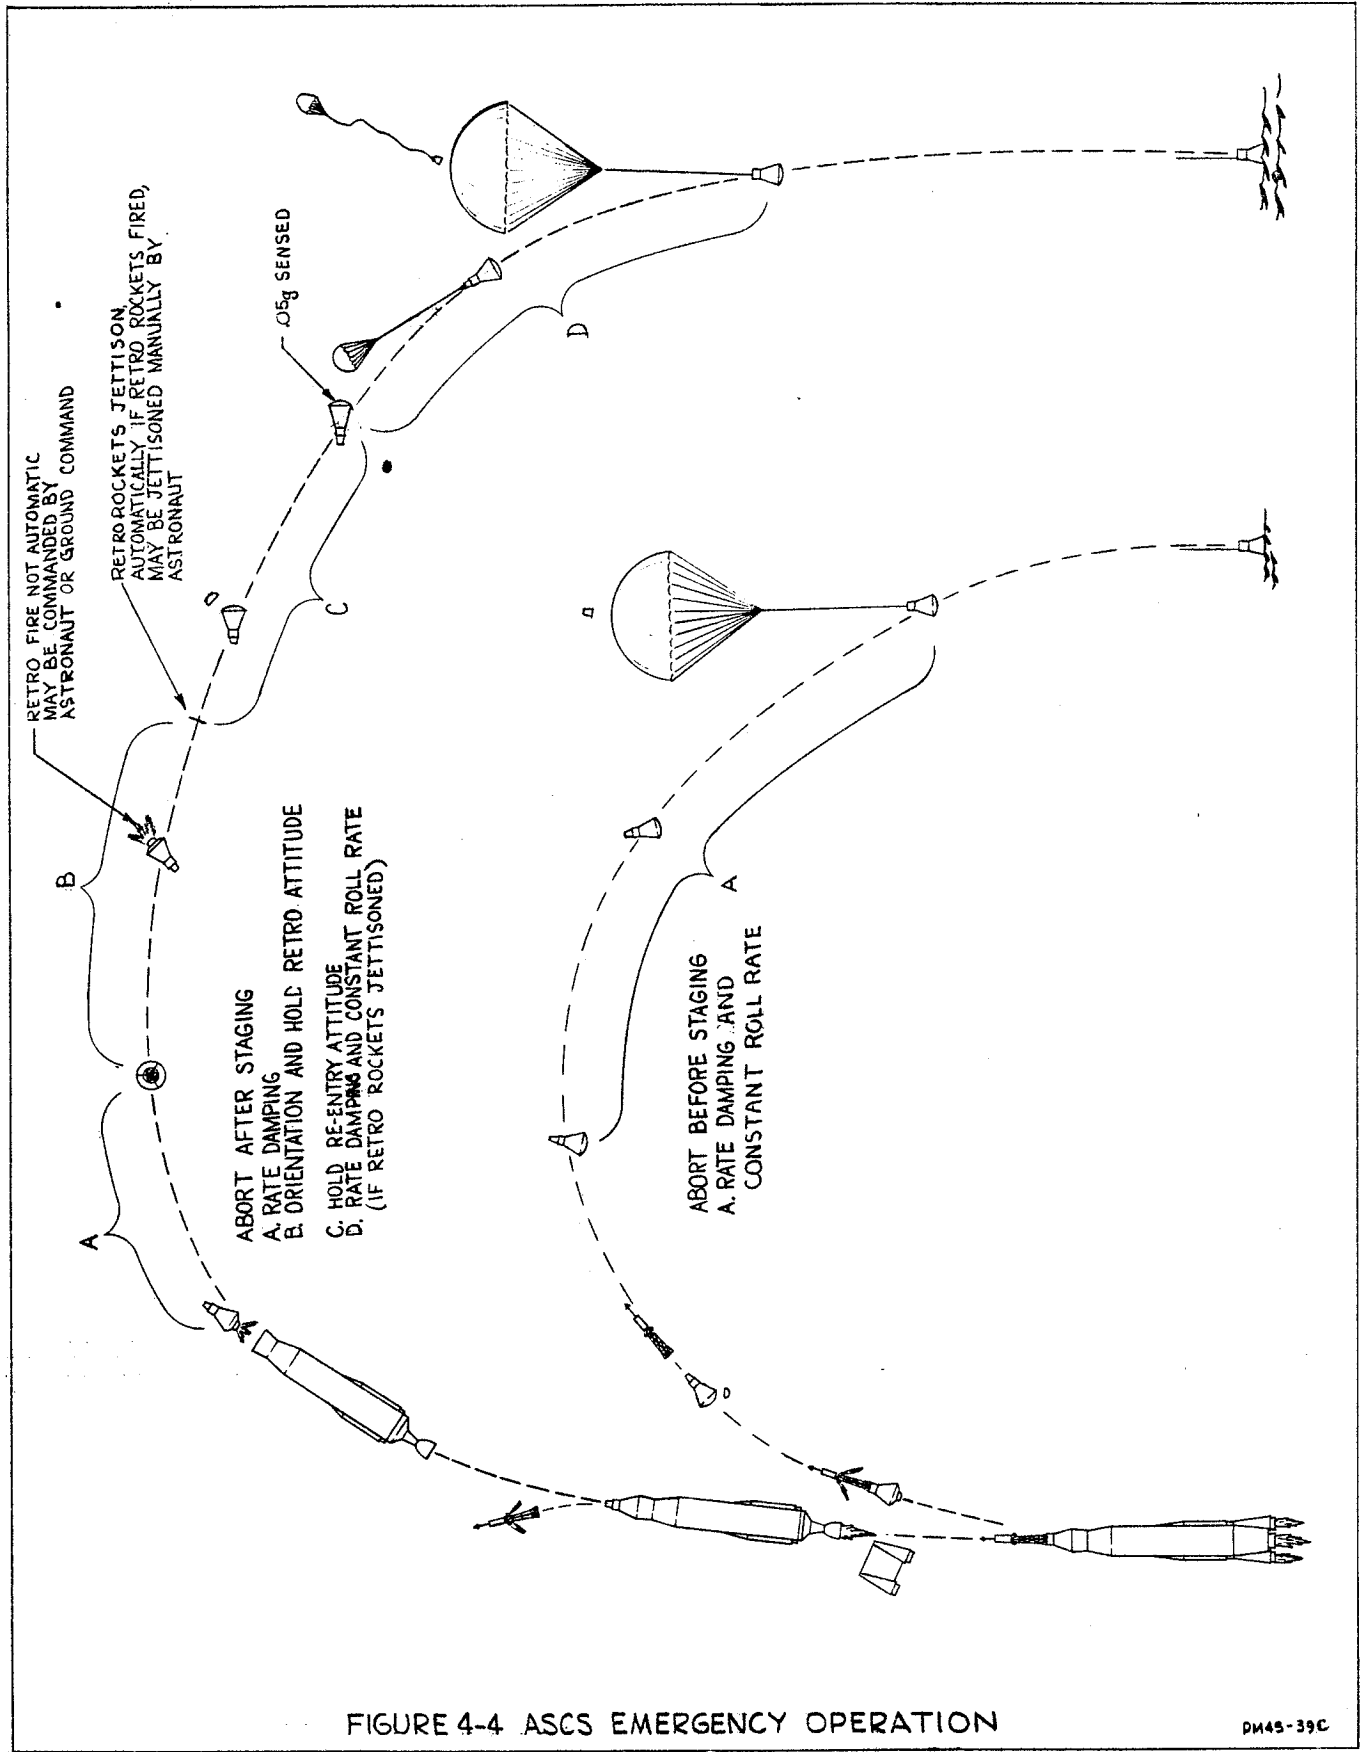 RETRO FIRE NOT AUTOMATIC
MAY BE COMMANDED BY
ASTRONAUT OR GROUND COMMAND
RETRO ROCKETS JETTISON,
AUTOMATICALLY IF RETRO ROCKETS FIRED,
MAY BE JETTISONED MANUALLY BY
ASTRONAUT
.05g SENSED
A
B
C
D
ABORT AFTER STAGING
A. RATE DAMPING
B. ORIENTATION AND HOLD RETRO ATTITUDE
C. HOLD RE-ENTRY ATTITUDE
D. RATE DAMPING AND CONSTANT ROLL RATE
(IF RETRO ROCKETS JETTISONED)
A
ABORT BEFORE STAGING
A. RATE DAMPING AND
CONSTANT ROLL RATE
FIGURE 4-4 ASCS EMERGENCY OPERATION
PM45-39C